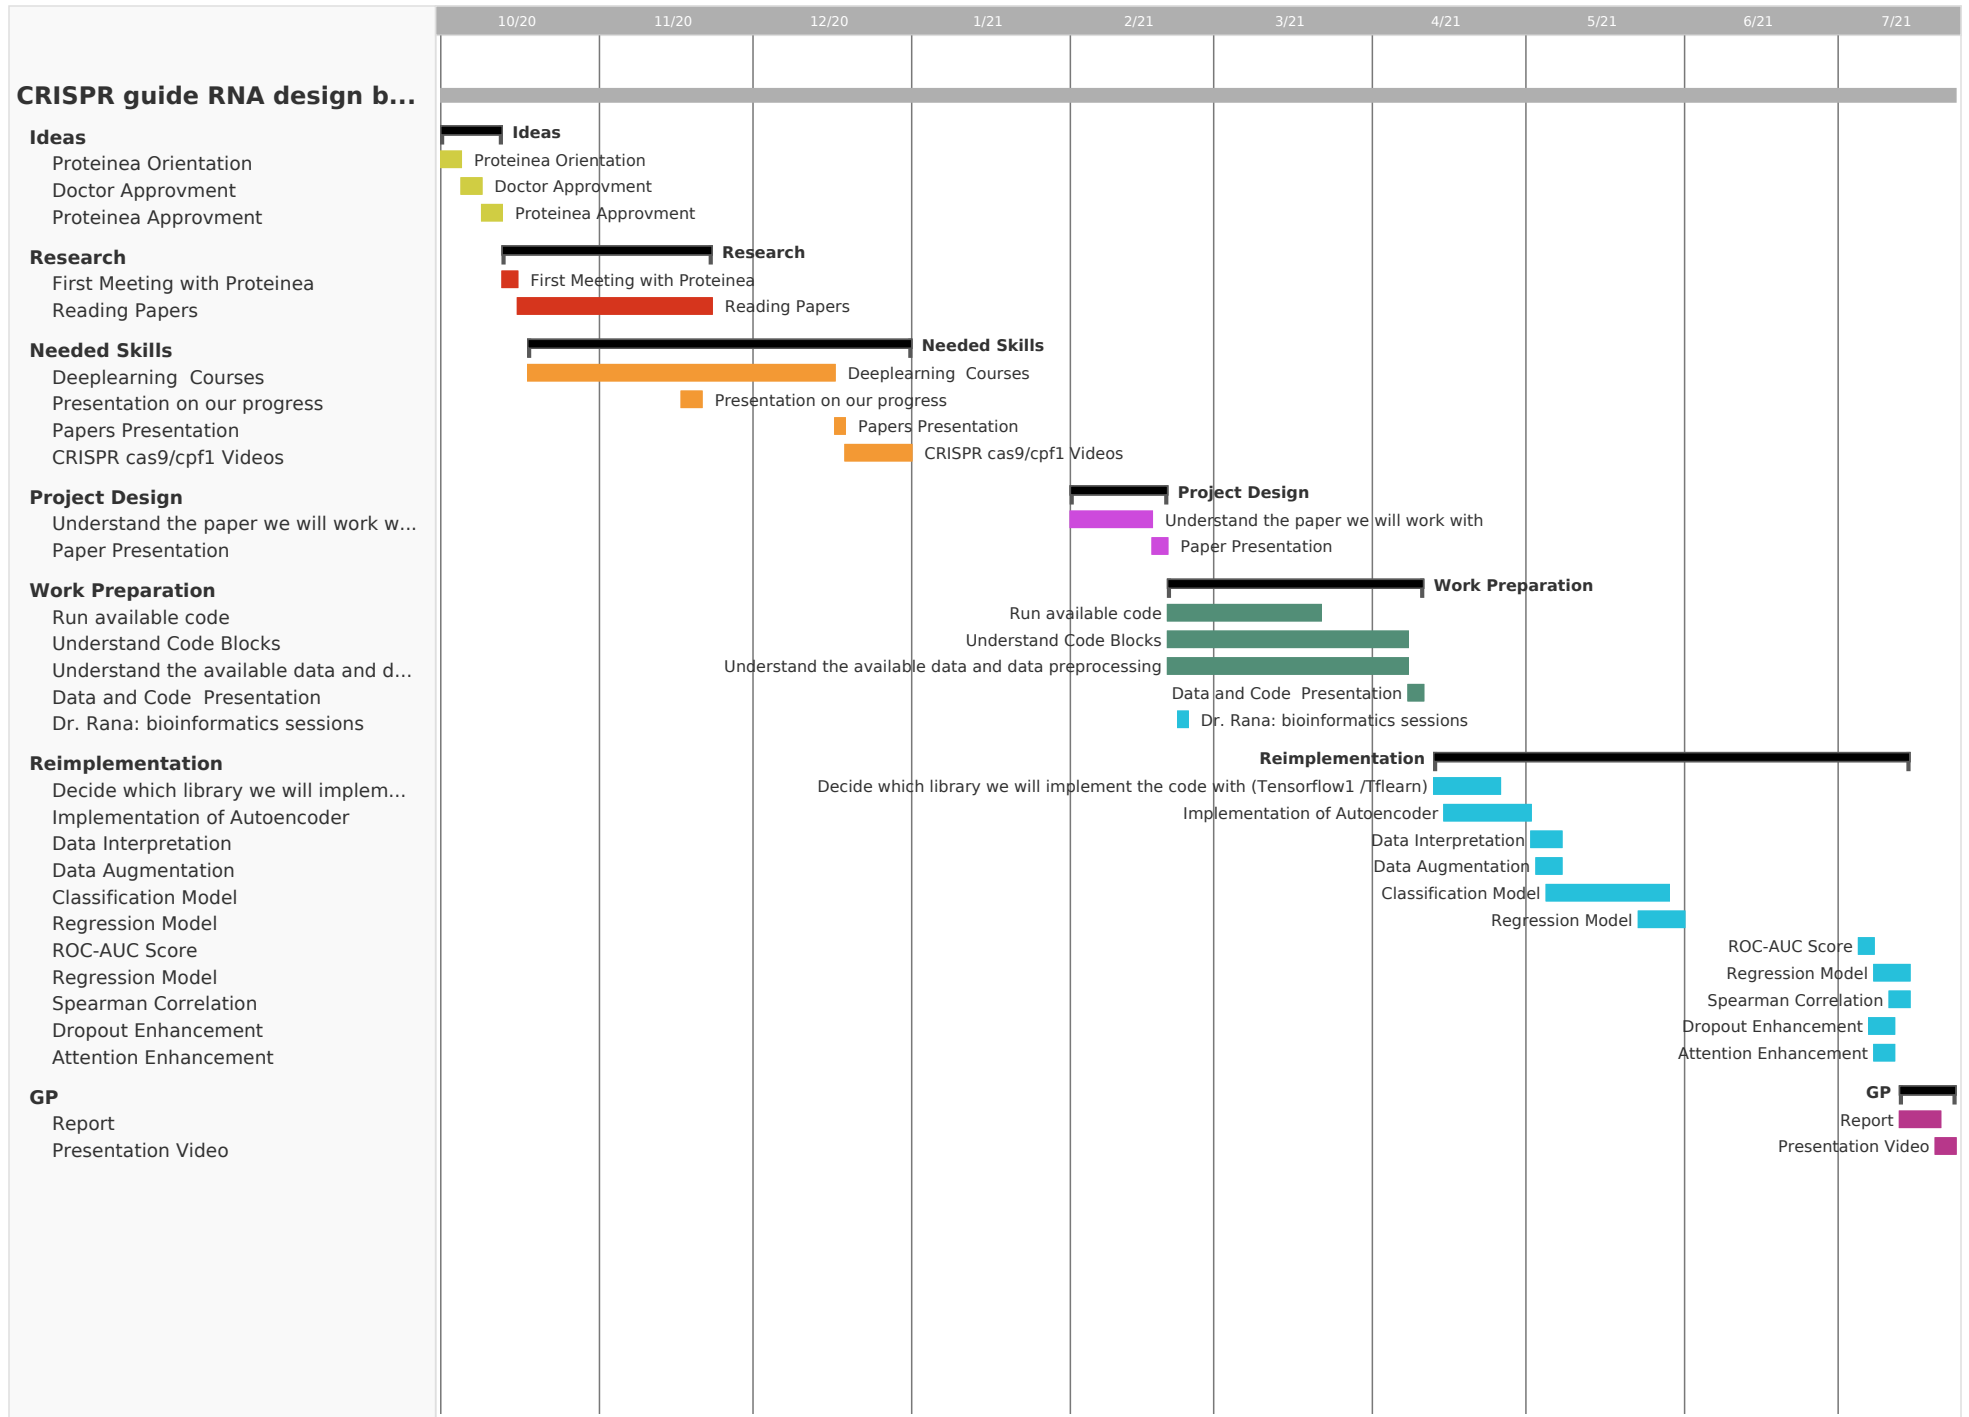 10/20 11/20 12/20 1/21 2/21 3/21 4/21 5/21 6/21 7/21
CRISPR guide RNA design b...
Ideas Ideas
Proteinea Orientation Proteinea Orientation
Doctor Approvment Doctor Approvment
Proteinea Approvment Proteinea Approvment
Research Research
First Meeting with Proteinea First Meeting with Proteinea
Reading Papers Reading Papers
Needed Skills Needed Skills
Deeplearning  Courses Deeplearning  Courses
Presentation on our progress Presentation on our progress
Papers Presentation Papers Presentation
CRISPR cas9/cpf1 Videos CRISPR cas9/cpf1 Videos
Project Design Project Design
Understand the paper we will work w... Understand the paper we will work with
Paper Presentation Paper Presentation
Work Preparation Work Preparation
Run available code Run available code
Understand Code Blocks Understand Code Blocks
Understand the available data and d... Understand the available data and data preprocessing
Data and Code  Presentation Data and Code  Presentation
Dr. Rana: bioinformatics sessions Dr. Rana: bioinformatics sessions
Reimplementation Reimplementation
Decide which library we will implem... Decide which library we will implement the code with (Tensorflow1 /Tflearn)
Implementation of Autoencoder Implementation of Autoencoder
Data Interpretation Data Interpretation
Data Augmentation Data Augmentation
Classification Model Classification Model
Regression Model Regression Model
ROC-AUC Score ROC-AUC Score
Regression Model Regression Model
Spearman Correlation Spearman Correlation
Dropout Enhancement Dropout Enhancement
Attention Enhancement Attention Enhancement
GP GP
Report Report
Presentation Video Presentation Video